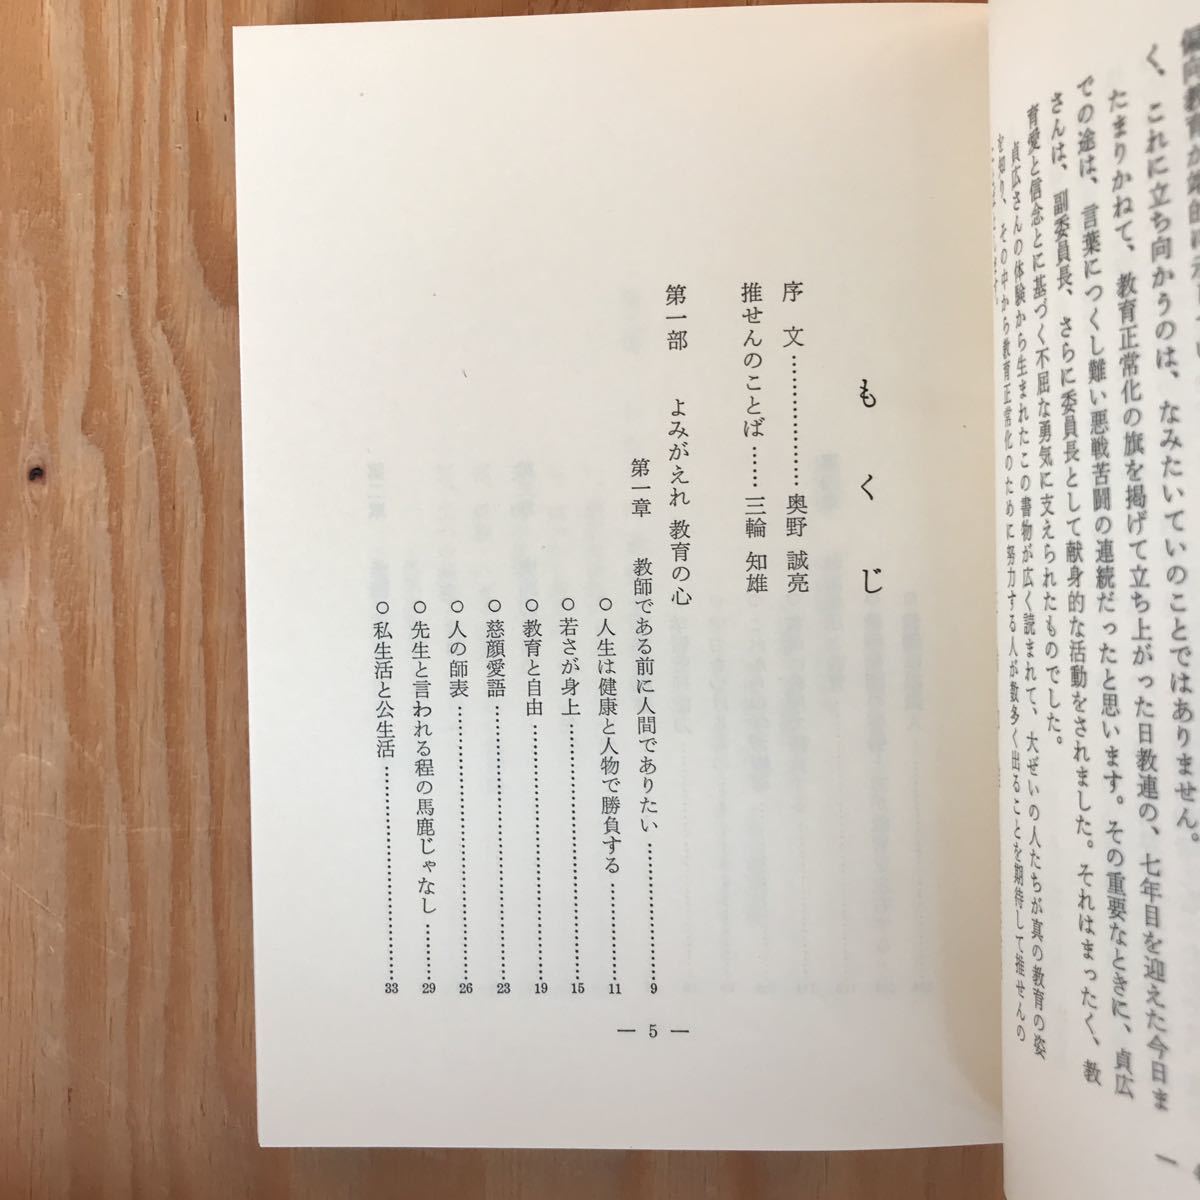 偏向教育が
く、これに立ち向かうのは、なみたいていのことではありません。
たまりかねて、教育正常化の旗を掲げて立ち上がった日教連の、七年目を迎えた今日ま
での途は、言葉につくし難い悪戦苦闘の連続だったと思います。その重要なときに、貞広
さんは、副委員長、さらに委員長として献身的な活動をされました。それはまったく、教
育愛と信念とに基づく不屈な勇気に支えられたものでした。
貞広さんの体験から生まれたこの書物が広く読まれて、大ぜいの人たちが真の教育の姿
を知り、その中から教育正常化のために努力する人が数多く出ることを期待して推せんの
もくじ
序 文……………………奥野 誠亮
推せんのことば……三輪 知雄
第一部 よみがえれ 教育の心
第一章 教師である前に人間でありたい……………………9
○人生は健康と人物で勝負する……………11
○若さが身上…………………………………15
○教育と自由…………………………………19
○慈顔愛語……………………………………23
○人の師表……………………………………26
○先生と言われる程の馬鹿じゃなし………29
○私生活と公生活……………………………33
— 5 —